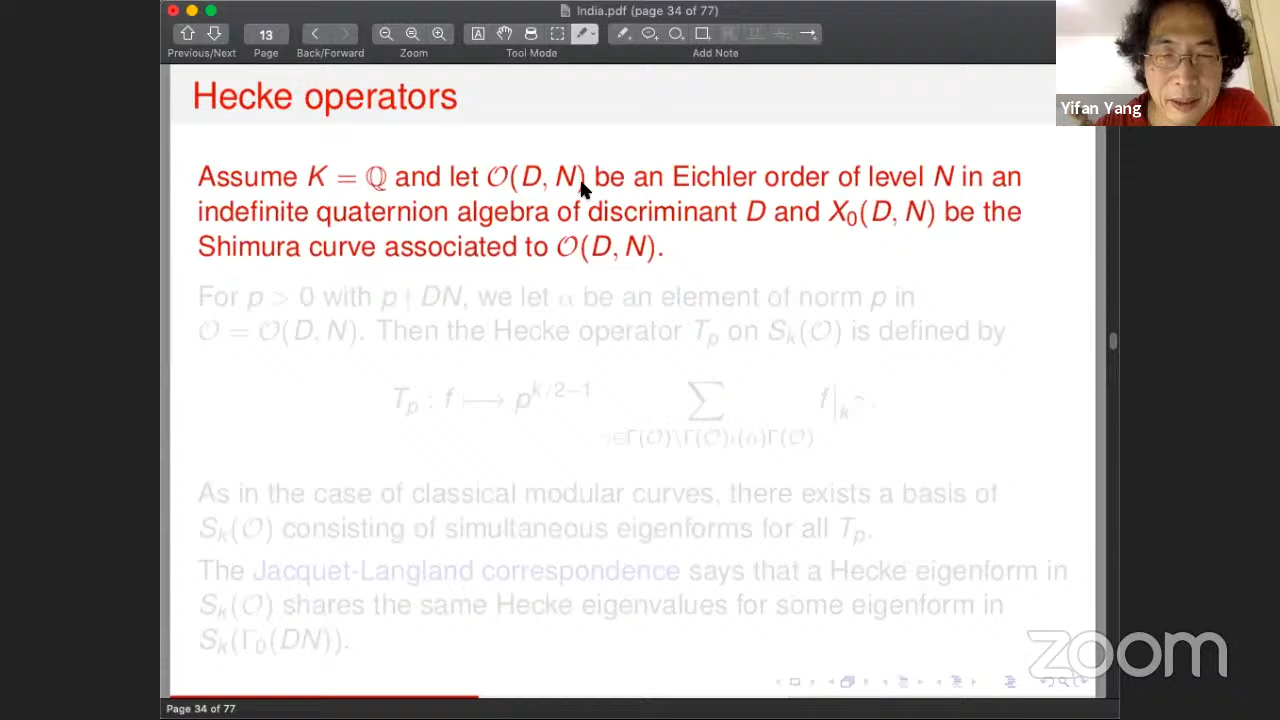 India.pdf (page 34 of 77)
13
Previous/Next
Page
Back/Forward
Zoom
Tool Mode
Add Note
Yifan Yang
Hecke operators
Assume K = ℚ and let 𝒪(D, N) be an Eichler order of level N in an
indefinite quaternion algebra of discriminant D and X₀(D, N) be the
Shimura curve associated to 𝒪(D, N).
For p > 0 with p ∤ DN, we let α be an element of norm p in
𝒪 = 𝒪(D, N). Then the Hecke operator Tₚ on Sₖ(𝒪) is defined by
Tₚ : f ⟼ p^{k/2−1} ∑_{γ∈Γ(𝒪)\Γ(𝒪)ι(α)Γ(𝒪)} f|ₖ γ.
As in the case of classical modular curves, there exists a basis of
Sₖ(𝒪) consisting of simultaneous eigenforms for all Tₚ.
The Jacquet-Langland correspondence says that a Hecke eigenform in
Sₖ(𝒪) shares the same Hecke eigenvalues for some eigenform in
Sₖ(Γ₀(DN)).
zoom
Page 34 of 77